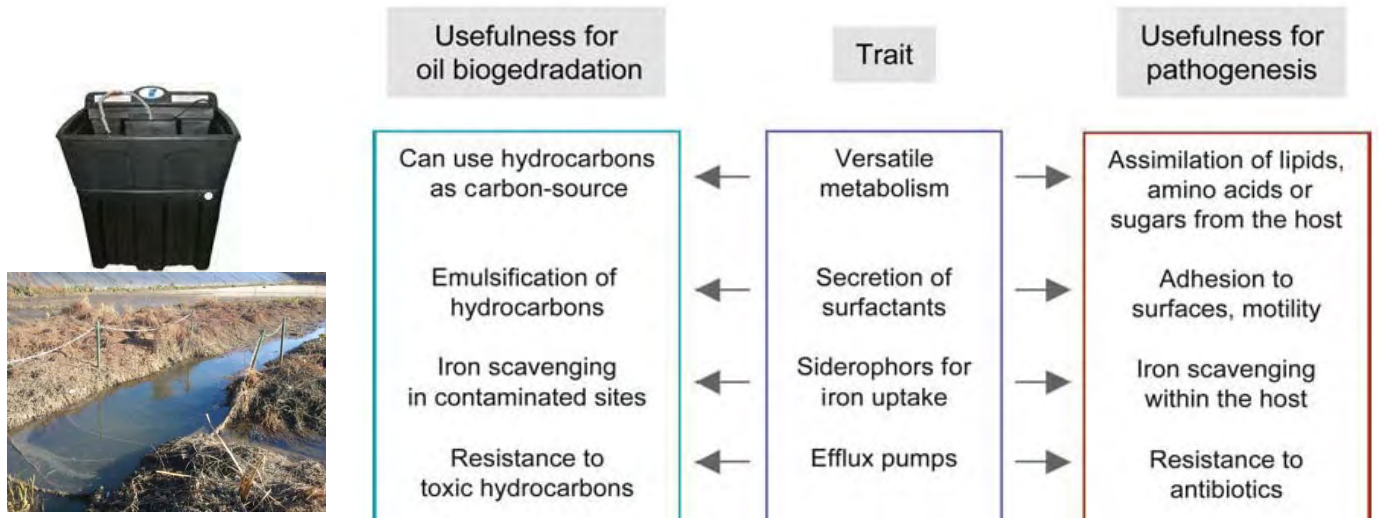 Usefulness for
oil biogedradation
Trait
Usefulness for
pathogenesis
Can use hydrocarbons
as carbon-source
Versatile
metabolism
Assimilation of lipids,
amino acids or
sugars from the host
Emulsification of
hydrocarbons
Secretion of
surfactants
Adhesion to
surfaces, motility
Iron scavenging
in contaminated sites
Siderophors for
iron uptake
Iron scavenging
within the host
Resistance to
toxic hydrocarbons
Efflux pumps
Resistance to
antibiotics